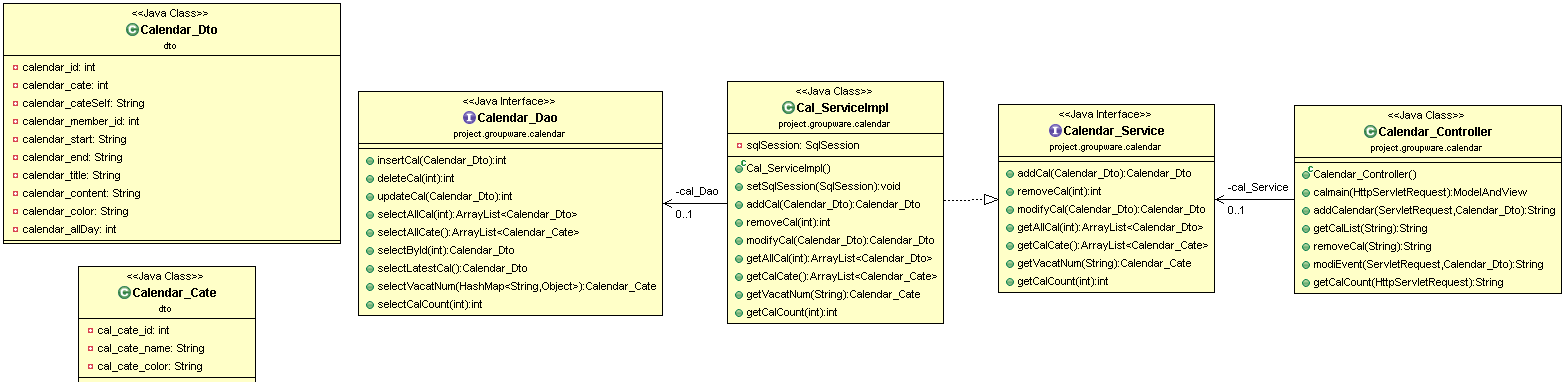 <<Java Class>>
C Calendar_Dto
dto
calendar_id: int
calendar_cate: int
calendar_cateSelf: String
calendar_member_id: int
calendar_start: String
calendar_end: String
calendar_title: String
calendar_content: String
calendar_color: String
calendar_allDay: int
<<Java Class>>
C Calendar_Cate
dto
cal_cate_id: int
cal_cate_name: String
cal_cate_color: String
<<Java Interface>>
I Calendar_Dao
project.groupware.calendar
insertCal(Calendar_Dto):int
deleteCal(int):int
updateCal(Calendar_Dto):int
selectAllCal(int):ArrayList<Calendar_Dto>
selectAllCate():ArrayList<Calendar_Cate>
selectById(int):Calendar_Dto
selectLatestCal():Calendar_Dto
selectVacatNum(HashMap<String,Object>):Calendar_Cate
selectCalCount(int):int
-cal_Dao
0..1
<<Java Class>>
C Cal_ServiceImpl
project.groupware.calendar
sqlSession: SqlSession
C Cal_ServiceImpl()
setSqlSession(SqlSession):void
addCal(Calendar_Dto):Calendar_Dto
removeCal(int):int
modifyCal(Calendar_Dto):Calendar_Dto
getAllCal(int):ArrayList<Calendar_Dto>
getCalCate():ArrayList<Calendar_Cate>
getVacatNum(String):Calendar_Cate
getCalCount(int):int
<<Java Interface>>
I Calendar_Service
project.groupware.calendar
addCal(Calendar_Dto):Calendar_Dto
removeCal(int):int
modifyCal(Calendar_Dto):Calendar_Dto
getAllCal(int):ArrayList<Calendar_Dto>
getCalCate():ArrayList<Calendar_Cate>
getVacatNum(String):Calendar_Cate
getCalCount(int):int
-cal_Service
0..1
<<Java Class>>
C Calendar_Controller
project.groupware.calendar
C Calendar_Controller()
calmain(HttpServletRequest):ModelAndView
addCalendar(ServletRequest,Calendar_Dto):String
getCalList(String):String
removeCal(String):String
modiEvent(ServletRequest,Calendar_Dto):String
getCalCount(HttpServletRequest):String